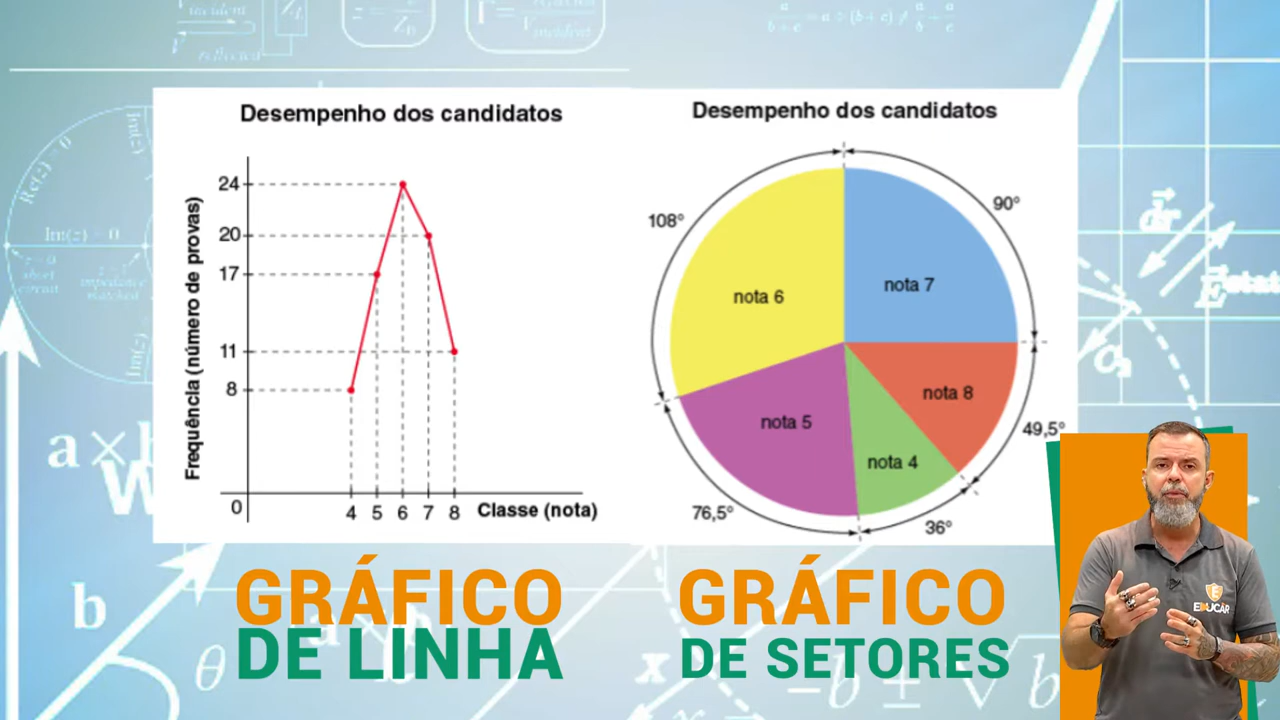 Desempenho dos candidatos
Frequência (número de provas)
24
20
17
11
8
0
4 5 6 7 8
Classe (nota)
Desempenho dos candidatos
108°
90°
nota 6
nota 7
nota 8
nota 5
nota 4
49,5°
76,5°
36°
GRÁFICO
DE LINHA
GRÁFICO
DE SETORES
EDUCAR
b
θ